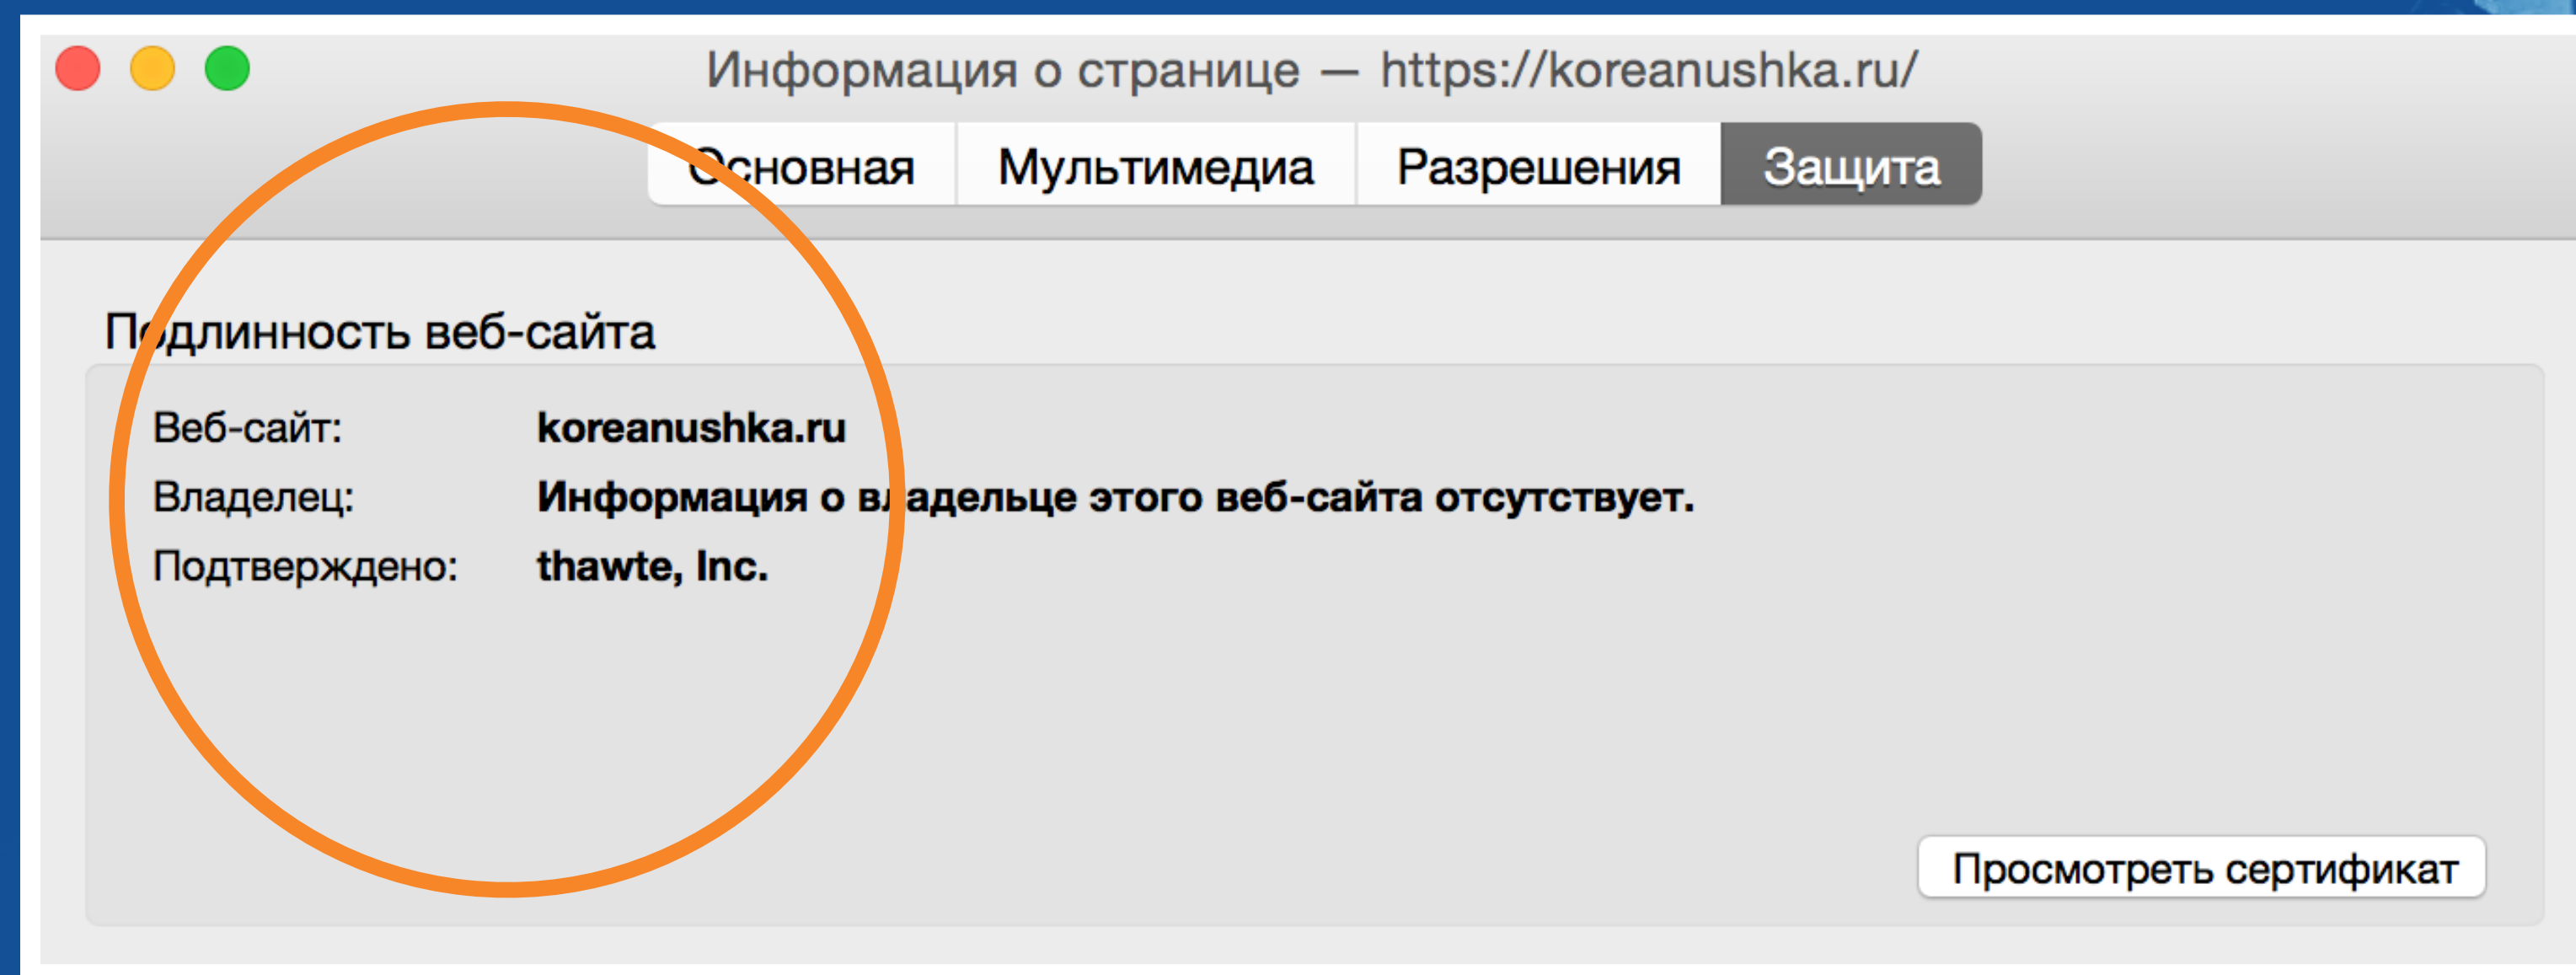 Информация о странице — https://koreanushka.ru/
Основная Мультимедиа Разрешения Защита
Подлинность веб-сайта
Веб-сайт: koreanushka.ru
Владелец: Информация о владельце этого веб-сайта отсутствует.
Подтверждено: thawte, Inc.
Просмотреть сертификат